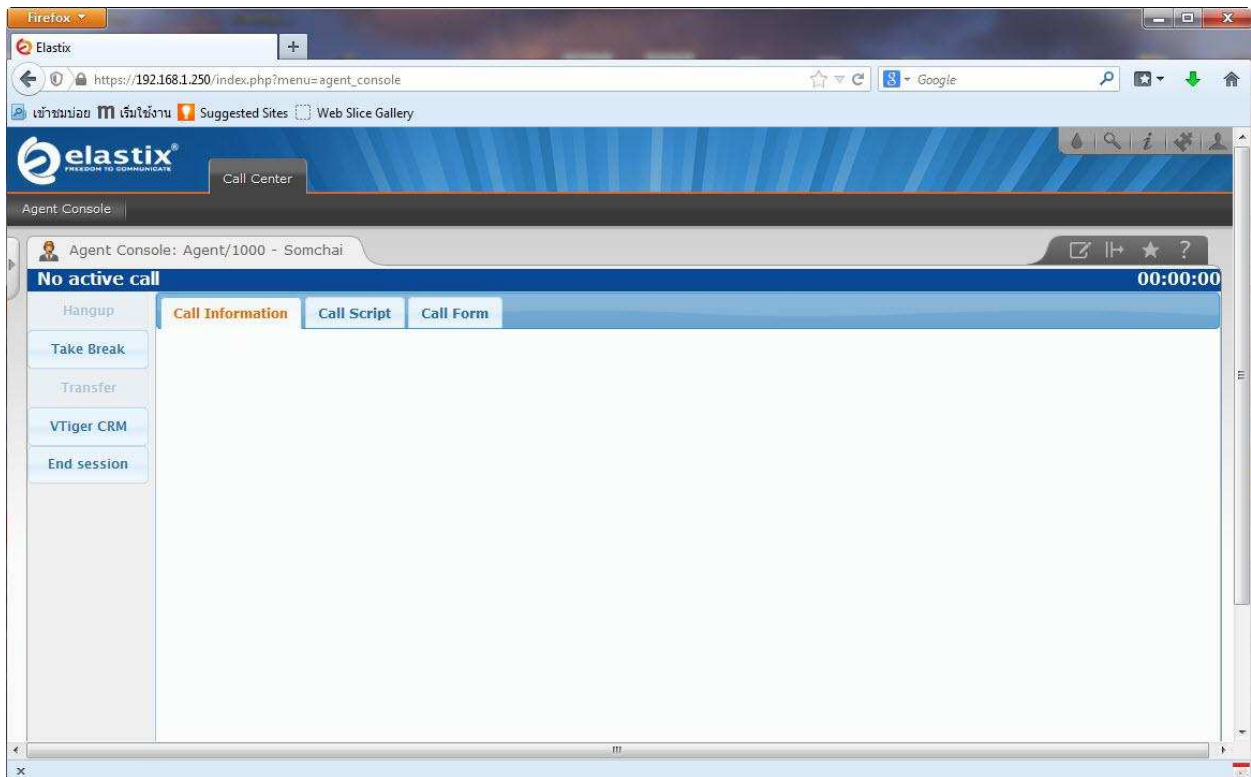 Firefox
Elastix
https://192.168.1.250/index.php?menu=agent_console
Google
เข้าชมบ่อย เริ่มใช้งาน Suggested Sites Web Slice Gallery
elastix®
FREEDOM TO COMMUNICATE
Call Center
Agent Console
Agent Console: Agent/1000 - Somchai
No active call 00:00:00
Hangup
Call Information Call Script Call Form
Take Break
Transfer
VTiger CRM
End session